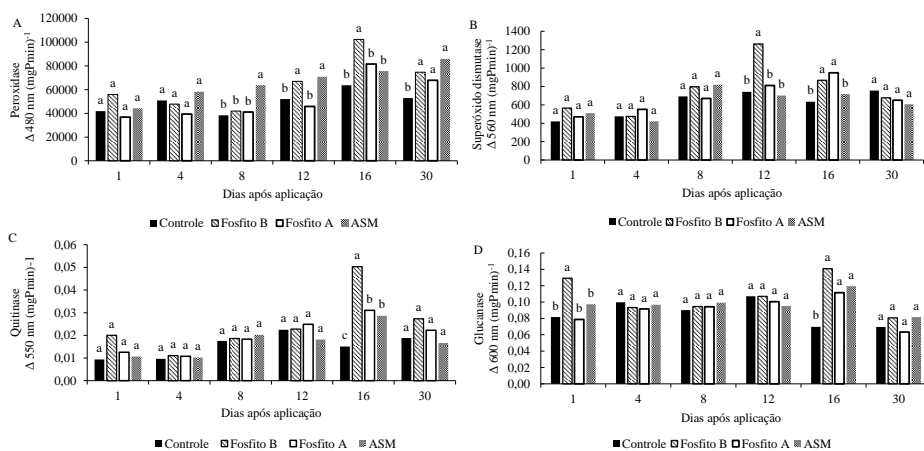 A
Peroxidase
Δ 480 nm (mgPmin)⁻¹
120000
100000
80000
60000
40000
20000
0
a a a a
a a a a
b b b a
b a b a
b a b b
b a a a
1 4 8 12 16 30
Dias após aplicação
Controle Fosfito B Fosfito A ASM
B
Superóxido dismutase
Δ 560 nm (mgPmin)⁻¹
1400
1200
1000
800
600
400
200
0
a a a a
a a a a
a a a a
b a b b
b a a b
a a a a
1 4 8 12 16 30
Dias após aplicação
Controle Fosfito B Fosfito A ASM
C
Quitinase
Δ 550 nm (mgPmin)-1
0,06
0,05
0,04
0,03
0,02
0,01
0,00
a a a a
a a a a
a a a a
a a a a
c a b b
a a a a
1 4 8 12 16 30
Dias após aplicação
Controle Fosfito B Fosfito A ASM
D
Glucanase
Δ 600 nm (mgPmin)⁻¹
0,16
0,14
0,12
0,10
0,08
0,06
0,04
0,02
0,00
b a b b
a a a a
a a a a
a a a a
b a a a
a a a a
1 4 8 12 16 30
Dias após aplicação
Controle Fosfito B Fosfito A ASM